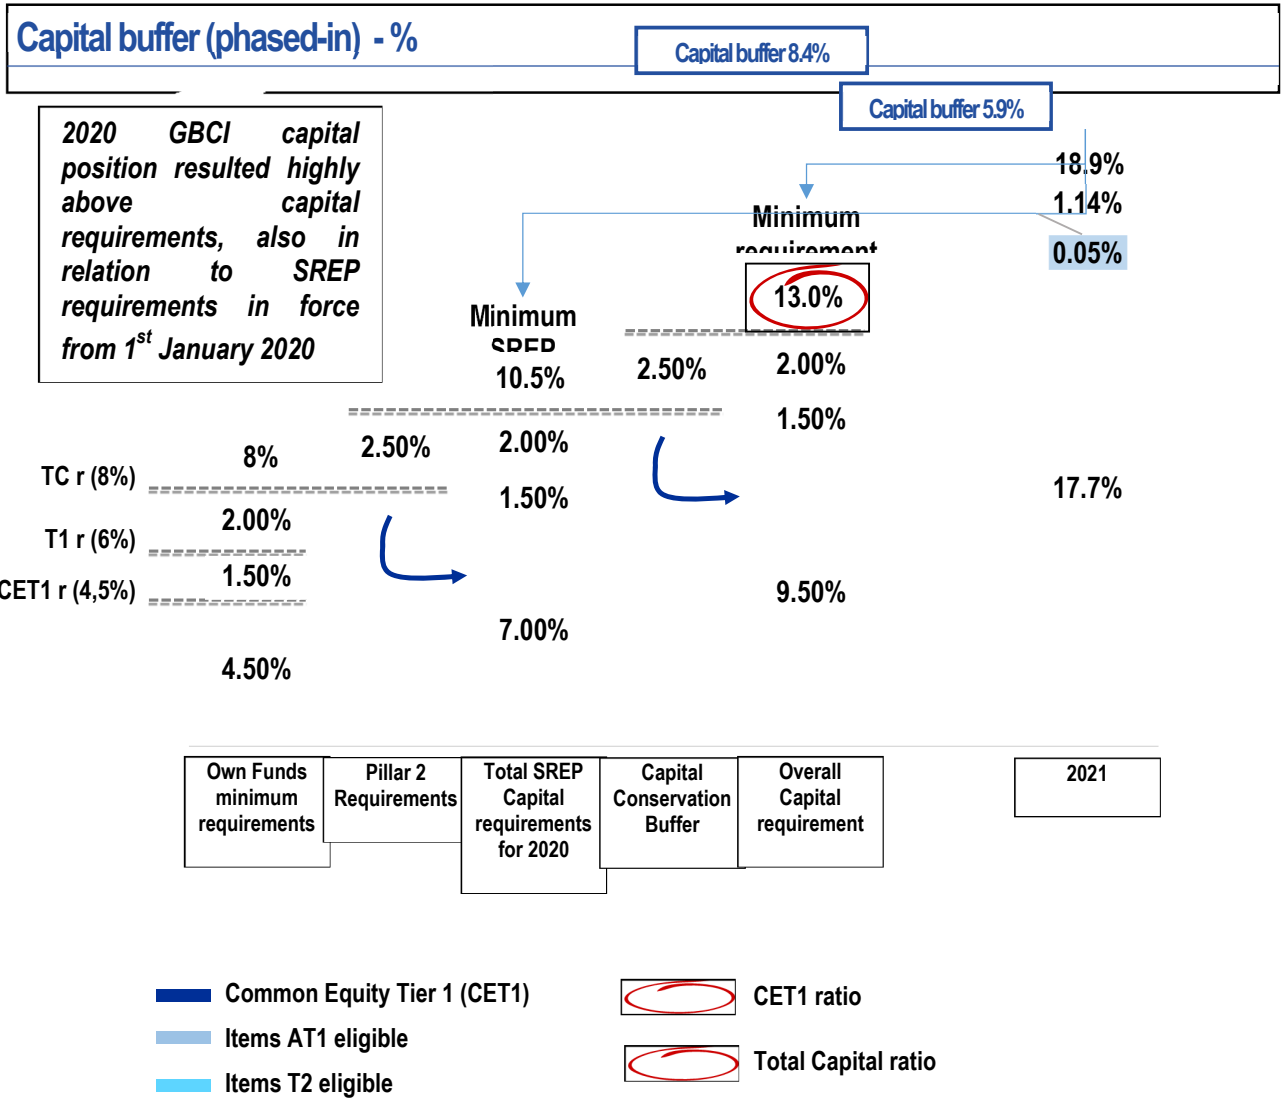 Capital buffer (phased-in) - %
Capital buffer 8.4%
Capital buffer 5.9%
2020 GBCI capital
position resulted highly
above capital
requirements, also in
relation to SREP
requirements in force
from 1st January 2020
18.9%
1.14%
0.05%
17.7%
Minimum
requirement
13.0%
2.00%
1.50%
9.50%
2.50%
Minimum
SREP
10.5%
2.00%
1.50%
7.00%
2.50%
8%
2.00%
1.50%
4.50%
TC r (8%)
T1 r (6%)
CET1 r (4,5%)
Own Funds
minimum
requirements
Pillar 2
Requirements
Total SREP
Capital
requirements
for 2020
Capital
Conservation
Buffer
Overall
Capital
requirement
2021
Common Equity Tier 1 (CET1)
Items AT1 eligible
Items T2 eligible
CET1 ratio
Total Capital ratio